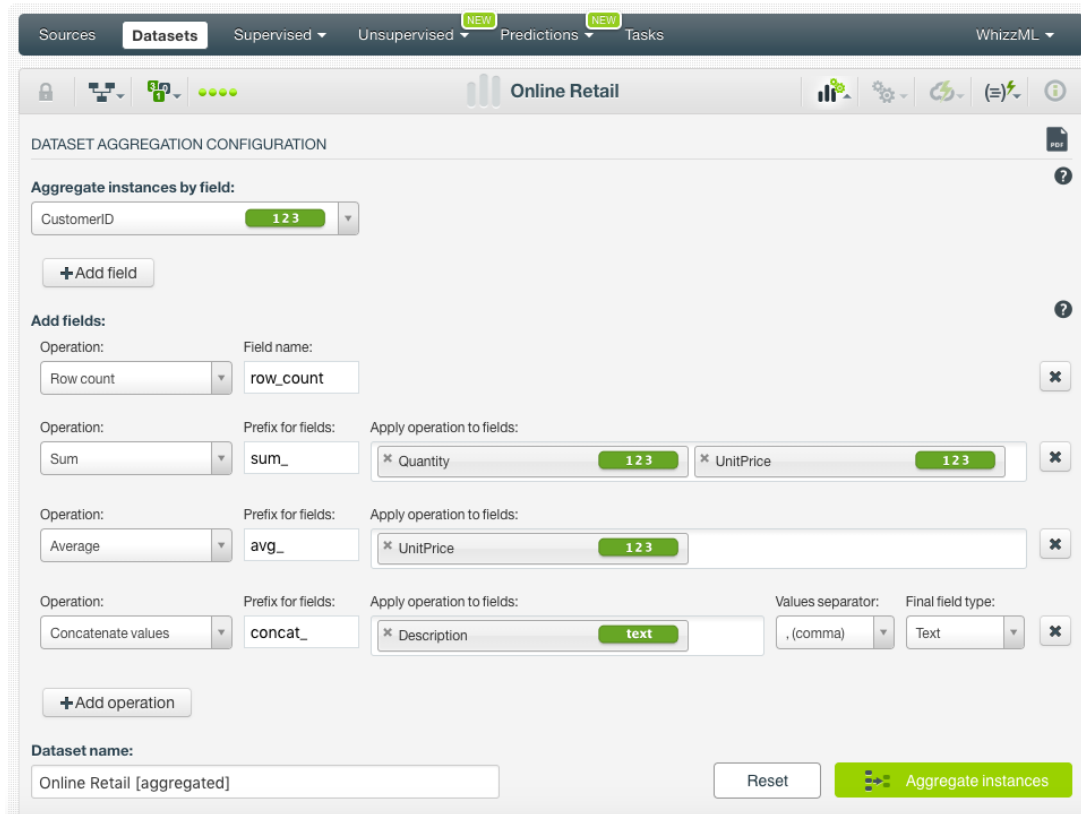 NEW NEW
Sources Datasets Supervised Unsupervised Predictions Tasks WhizzML
Online Retail (=)
DATASET AGGREGATION CONFIGURATION PDF
Aggregate instances by field: ?
CustomerID 123
+Add field
Add fields: ?
Operation: Field name:
Row count row_count
Operation: Prefix for fields: Apply operation to fields:
Sum sum_ × Quantity 123 × UnitPrice 123
Operation: Prefix for fields: Apply operation to fields:
Average avg_ × UnitPrice 123
Operation: Prefix for fields: Apply operation to fields: Values separator: Final field type:
Concatenate values concat_ × Description text , (comma) Text
+Add operation
Dataset name:
Online Retail [aggregated] Reset Aggregate instances